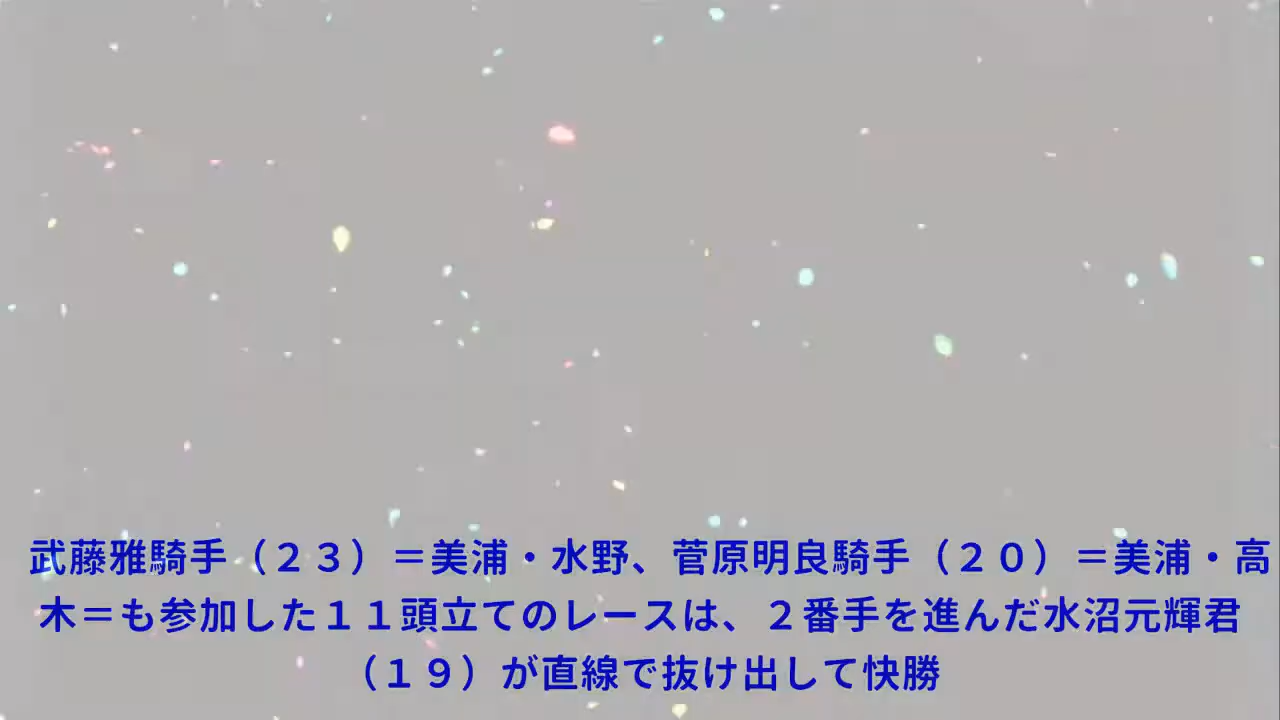 武藤雅騎手（２３）＝美浦・水野、菅原明良騎手（２０）＝美浦・高
木＝も参加した１１頭立てのレースは、２番手を進んだ水沼元輝君
（１９）が直線で抜け出して快勝